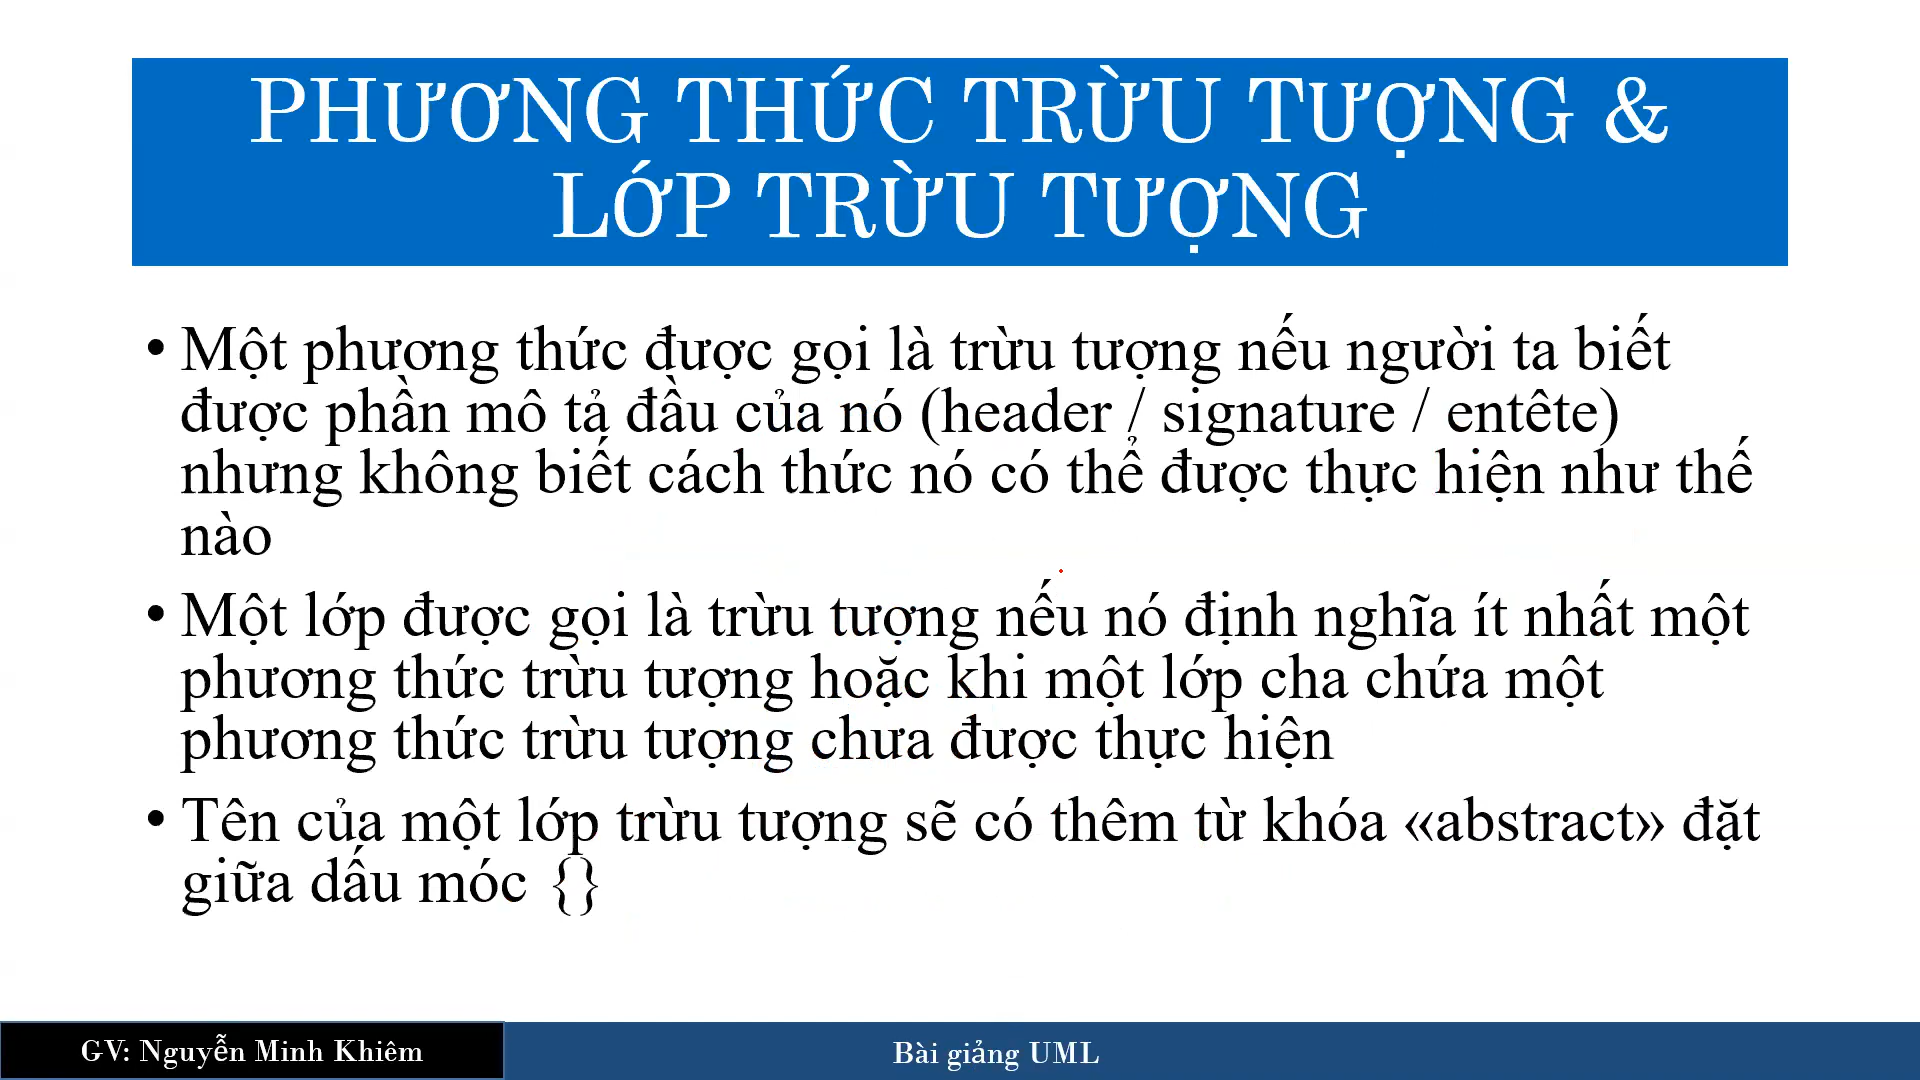 PHƯƠNG THỨC TRỪU TƯỢNG &
LỚP TRỪU TƯỢNG
• Một phương thức được gọi là trừu tượng nếu người ta biết
được phần mô tả đầu của nó (header / signature / entête)
nhưng không biết cách thức nó có thể được thực hiện như thế
nào
• Một lớp được gọi là trừu tượng nếu nó định nghĩa ít nhất một
phương thức trừu tượng hoặc khi một lớp cha chứa một
phương thức trừu tượng chưa được thực hiện
• Tên của một lớp trừu tượng sẽ có thêm từ khóa «abstract» đặt
giữa dấu móc {}
GV: Nguyễn Minh Khiêm
Bài giảng UML